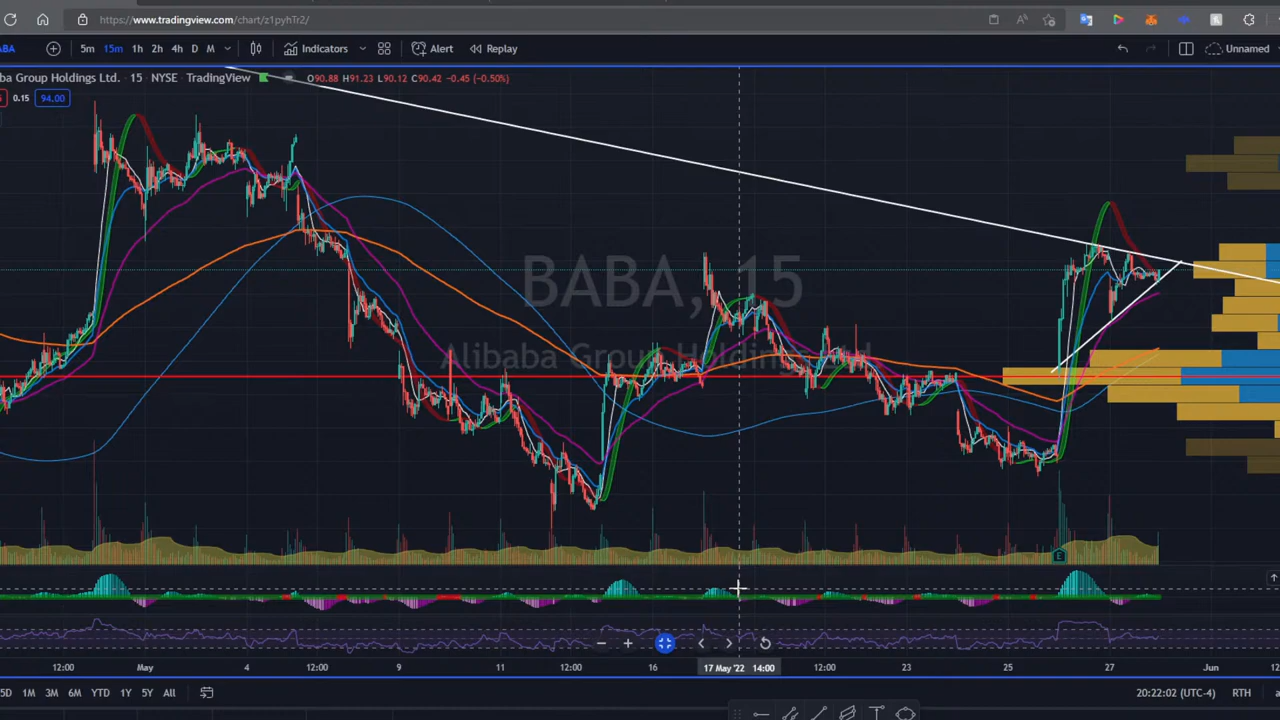 https://www.tradingview.com/chart/z1pyhTr2/
ABA 5m 15m 1h 2h 4h D M Indicators Alert Replay Unnamed
ba Group Holdings Ltd. · 15 · NYSE · TradingView O90.88 H91.23 L90.12 C90.42 −0.45 (−0.50%)
0.15 94.00
BABA, 15
Alibaba Group Holdings Ltd.
E
12:00 May 4 12:00 9 11 12:00 16 17 May '22 14:00 12:00 23 25 27 Jun
5D 1M 3M 6M YTD 1Y 5Y All 20:22:02 (UTC-4) RTH